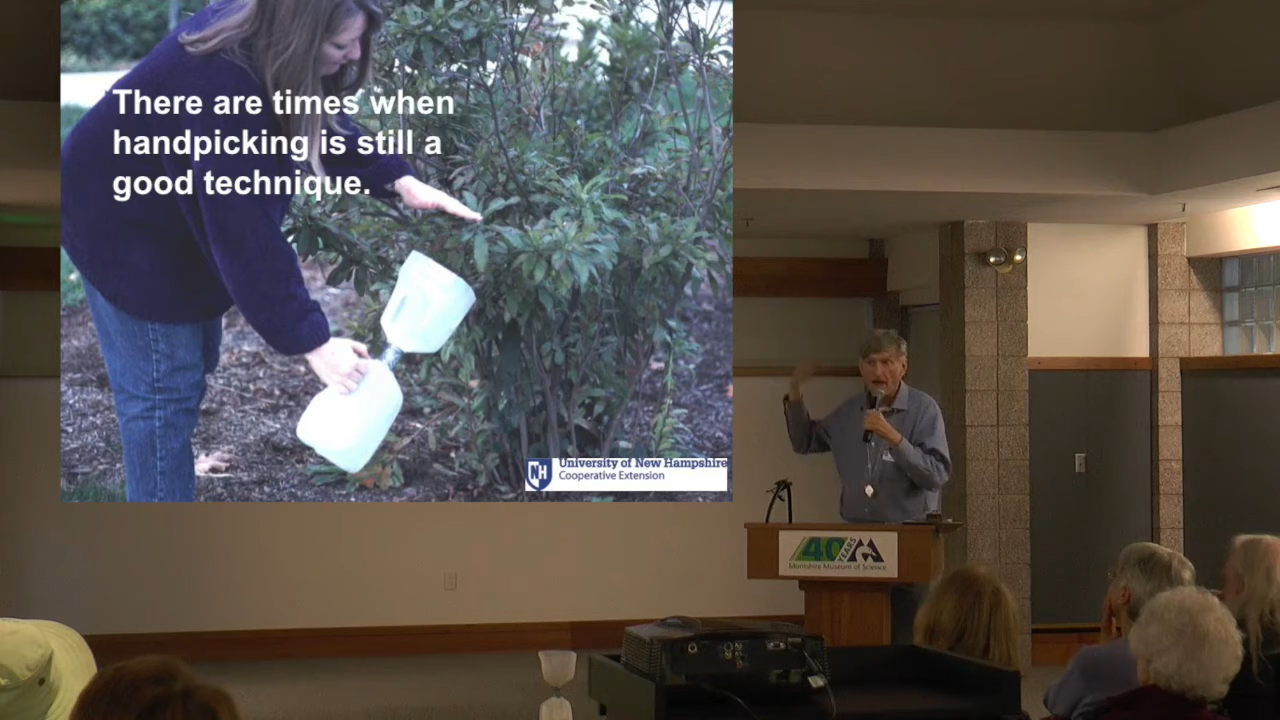 There are times when
handpicking is still a
good technique.
NH
University of New Hampshire
Cooperative Extension
40
YEARS
Montshire Museum of Science